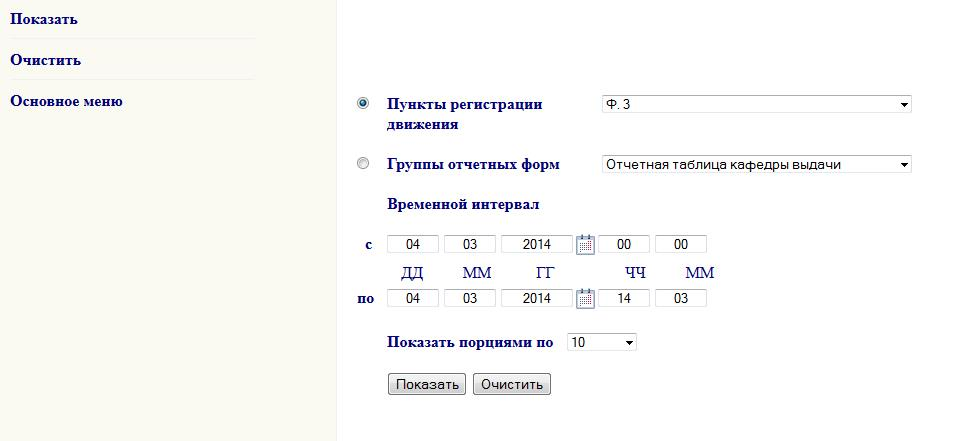 Показать
Очистить
Основное меню
Пункты регистрации
движения
Ф. 3
Группы отчетных форм
Отчетная таблица кафедры выдачи
Временной интервал
с 04 03 2014 00 00
ДД ММ ГГ ЧЧ ММ
по 04 03 2014 14 03
Показать порциями по 10
Показать Очистить